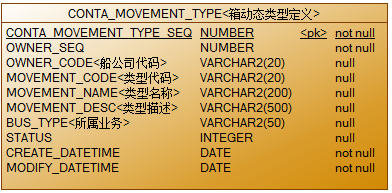 CONTA_MOVEMENT_TYPE<箱动态类型定义>
CONTA_MOVEMENT_TYPE_SEQ NUMBER <pk> not null
OWNER_SEQ NUMBER not null
OWNER_CODE<船公司代码> VARCHAR2(20) null
MOVEMENT_CODE<类型代码> VARCHAR2(20) null
MOVEMENT_NAME<类型名称> VARCHAR2(200) null
MOVEMENT_DESC<类型描述> VARCHAR2(500) null
BUS_TYPE<所属业务> VARCHAR2(50) null
STATUS INTEGER null
CREATE_DATETIME DATE not null
MODIFY_DATETIME DATE not null